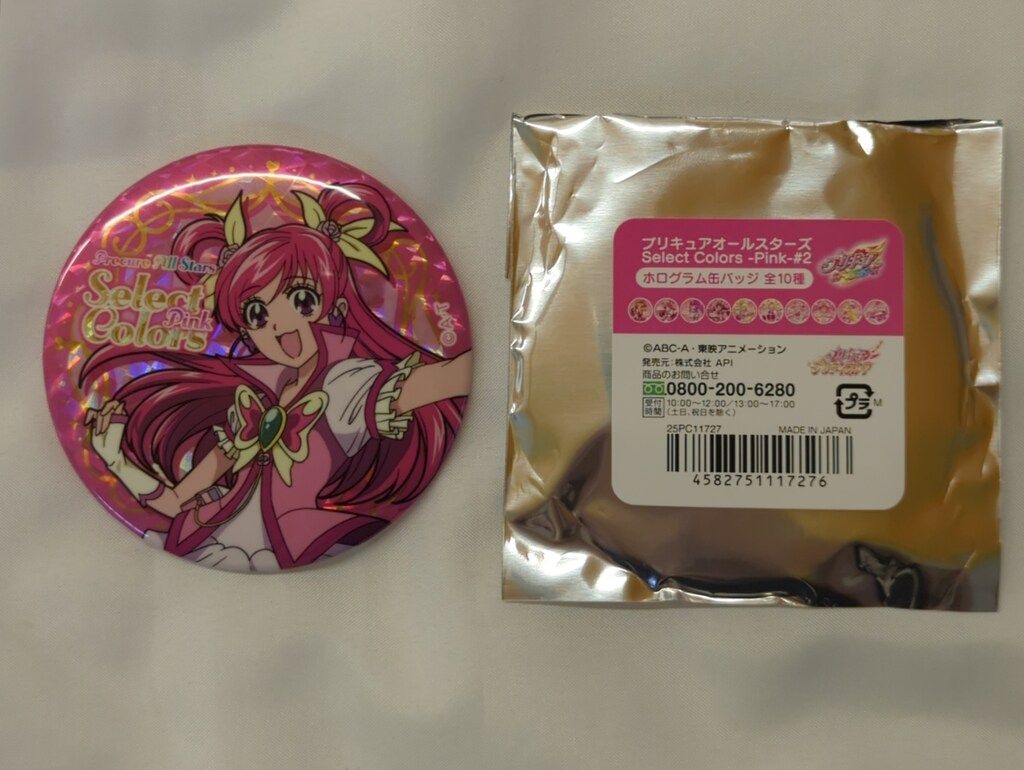 Precure All Stars
Select
Pink
Colors
プリキュアオールスターズ
Select Colors -Pink-#2
ホログラム缶バッジ 全10種
©ABC-A・東映アニメーション
発売元：株式会社 API
商品のお問い合せ
0800-200-6280
受付時間 10:00～12:00/13:00～17:00
（土日、祝日を除く）
プラ M
25PC11727 MADE IN JAPAN
4582751117276